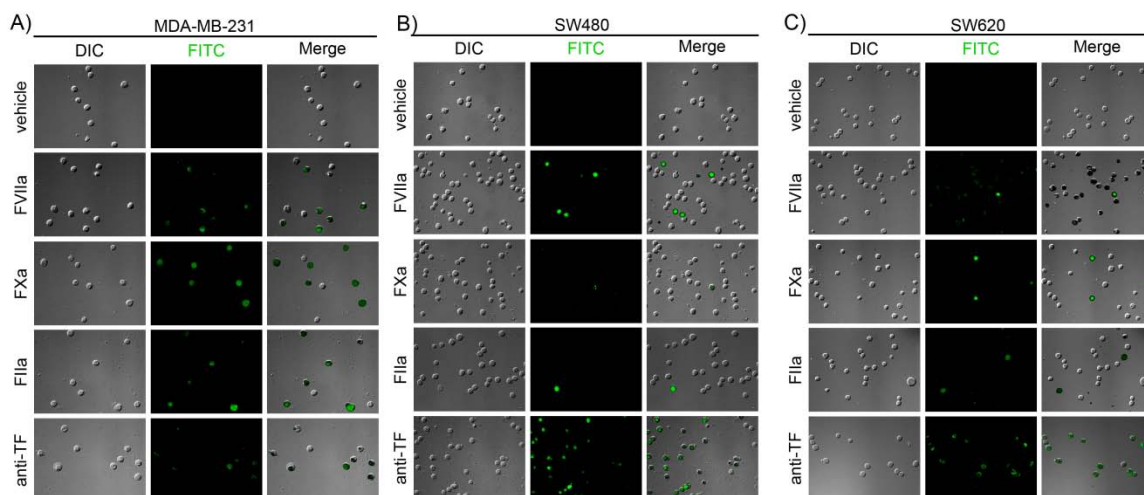 A)
MDA-MB-231
DIC FITC Merge
vehicle
FVIIa
FXa
FIIa
anti-TF
B)
SW480
DIC FITC Merge
vehicle
FVIIa
FXa
FIIa
anti-TF
C)
SW620
DIC FITC Merge
vehicle
FVIIa
FXa
FIIa
anti-TF